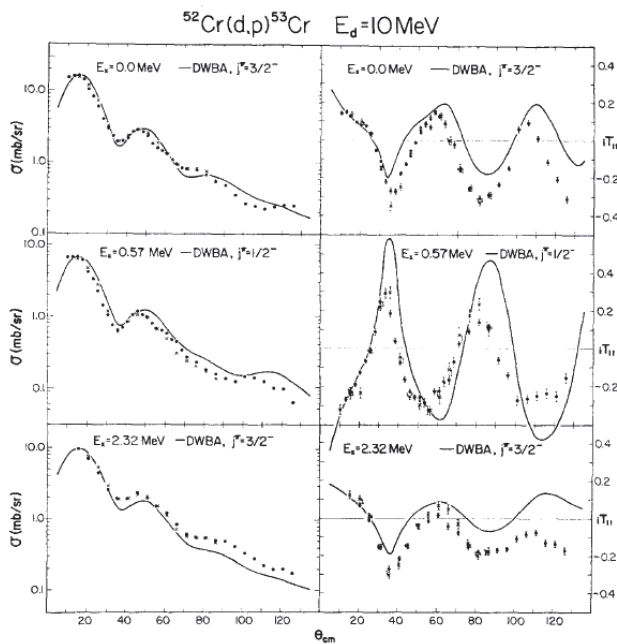 ⁵²Cr(d,p)⁵³Cr E_d=10MeV
E_x=0.0 MeV —DWBA, j^π=3/2⁻
10.0
1.0
0.1
σ(mb/sr)
E_x=0.0 MeV —DWBA, j^π=3/2⁻
0.4
0.2
iT₁₁
-0.2
-0.4
E_x=0.57 MeV —DWBA, j^π=1/2⁻
10.0
1.0
0.1
σ(mb/sr)
E_x=0.57 MeV —DWBA, j^π=1/2⁻
0.4
0.2
iT₁₁
-0.2
E_x=2.32 MeV —DWBA, j^π=3/2⁻
10.0
1.0
0.1
σ(mb/sr)
E_x=2.32 MeV —DWBA, j^π=3/2⁻
0.4
0.2
iT₁₁
-0.2
-0.4
20 40 60 80 100 120 20 40 60 80 100 120
θ_cm